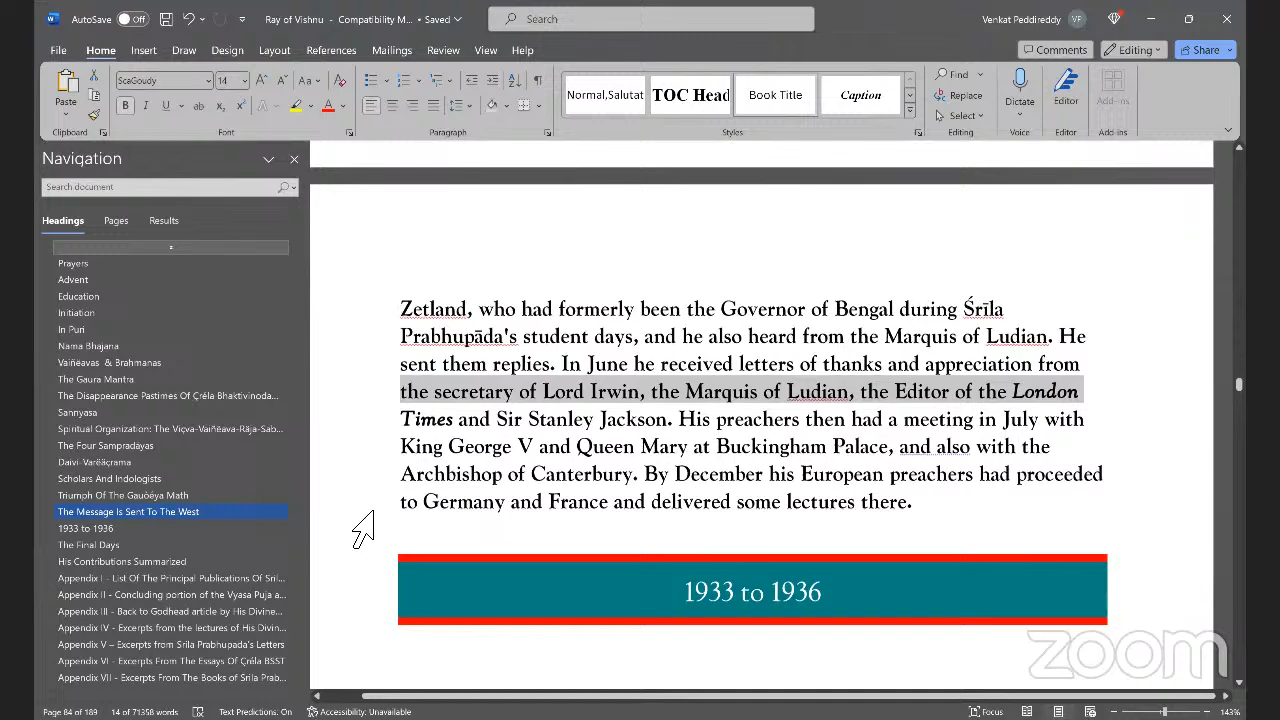 AutoSave Off Ray of Vishnu - Compatibility M... • Saved Search Venkat Peddireddy VP
File Home Insert Draw Design Layout References Mailings Review View Help Comments Editing Share
Paste ScaGoudy 14 Aa Normal,Salutat TOC Head Book Title Caption Find Replace Select Dictate Editor Add-ins
B I U ab x₂ x² A
Clipboard Font Paragraph Styles Editing Voice Editor Add-ins
Navigation
Search document
Headings Pages Results
Prayers
Advent
Education
Initiation
In Puri
Nama Bhajana
Vaiñëavas & Brahmanas
The Gaura Mantra
The Disappearance Pastimes Of Çréla Bhaktivinoda...
Sannyasa
Spiritual Organization: The Viçva-Vaiñëava-Räja-Sab...
The Four Sampradäyas
Daivi-Varëäçrama
Scholars And Indologists
Triumph Of The Gauòéya Math
The Message Is Sent To The West
1933 to 1936
The Final Days
His Contributions Summarized
Appendix I - List Of The Principal Publications Of Sril...
Appendix II - Concluding portion of the Vyasa Puja a...
Appendix III - Back to Godhead article by His Divine...
Appendix IV - Excerpts from the lectures of His Divin...
Appendix V – Excerpts from Srila Prabhupada's Letters
Appendix VI - Excerpts From The Essays Of Çréla BSST
Appendix VII - Excerpts From The Books of Srila Prab...
Zetland, who had formerly been the Governor of Bengal during Śrīla
Prabhupāda's student days, and he also heard from the Marquis of Ludian. He
sent them replies. In June he received letters of thanks and appreciation from
the secretary of Lord Irwin, the Marquis of Ludian, the Editor of the London
Times and Sir Stanley Jackson. His preachers then had a meeting in July with
King George V and Queen Mary at Buckingham Palace, and also with the
Archbishop of Canterbury. By December his European preachers had proceeded
to Germany and France and delivered some lectures there.
1933 to 1936
zoom
Page 84 of 189 14 of 71358 words Text Predictions: On Accessibility: Unavailable Focus 143%